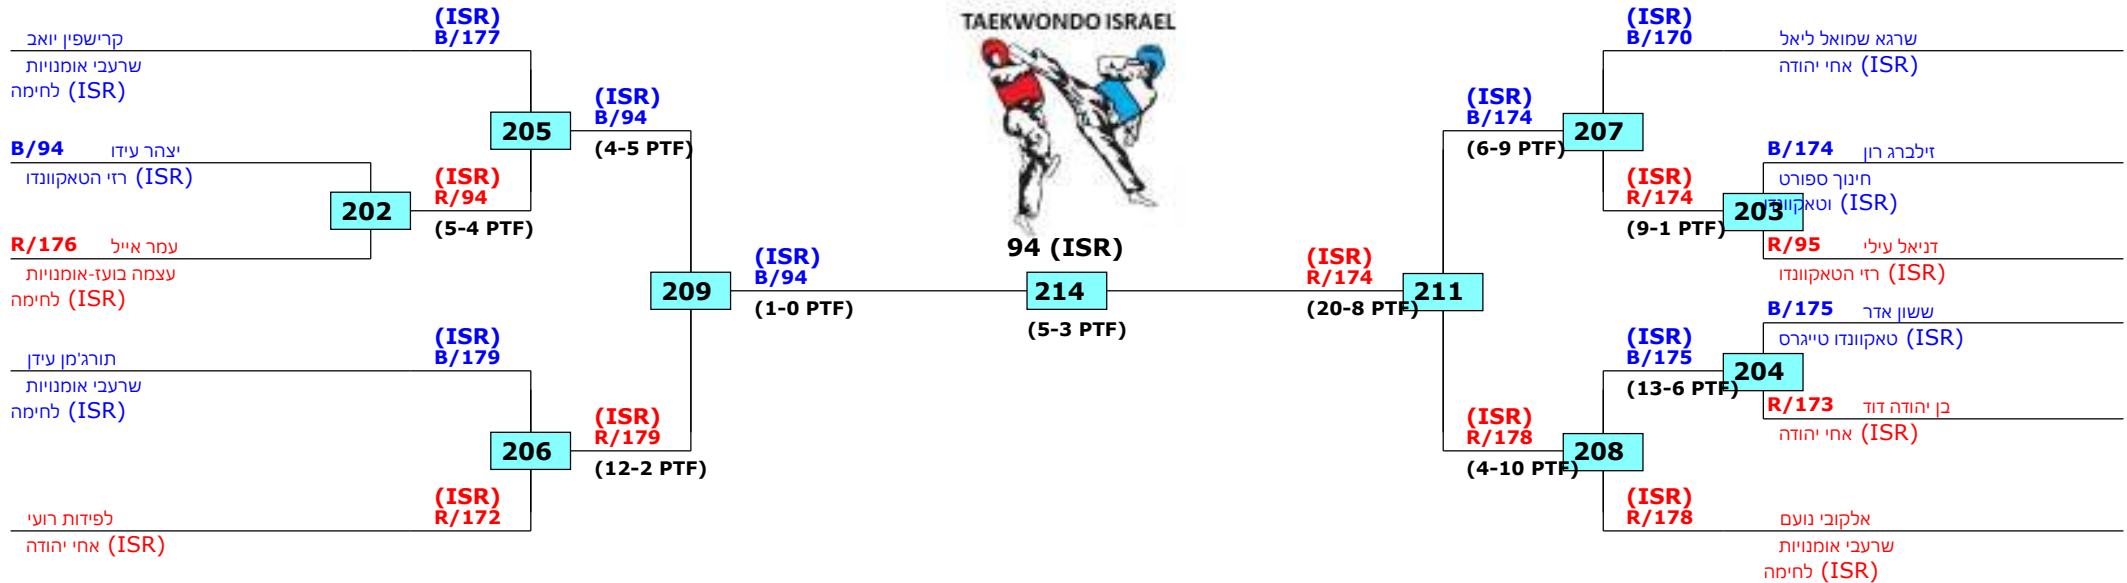 TAEKWONDO ISRAEL
(ISR)
B/177
קרישפין יואב
שרעבי אומנויות
לחימה (ISR)
205
(ISR)
B/94
(4-5 PTF)
B/94 יצהר עידו
רזי הטאקוונדו (ISR)
202
(ISR)
R/94
(5-4 PTF)
R/176 עמר אייל
עצמה בועז-אומנויות
לחימה (ISR)
209
(ISR)
B/94
(1-0 PTF)
(ISR)
B/179
תורג'מן עידן
שרעבי אומנויות
לחימה (ISR)
206
(ISR)
R/179
(12-2 PTF)
(ISR)
R/172
לפידות רועי
אחי יהודה (ISR)
94 (ISR)
214
(5-3 PTF)
(ISR)
R/174
(20-8 PTF)
211
(ISR)
B/170
שרגא שמואל ליאל
אחי יהודה (ISR)
(ISR)
B/174
(6-9 PTF)
207
B/174 זילברג רון
חינוך ספורט
וטאקוונדו (ISR)
(ISR)
R/174
(9-1 PTF)
203
R/95 דניאל עילי
רזי הטאקוונדו (ISR)
B/175 ששון אדר
טאקוונדו טייגרס (ISR)
(ISR)
B/175
(13-6 PTF)
204
R/173 בן יהודה דוד
אחי יהודה (ISR)
(ISR)
R/178
(4-10 PTF)
208
(ISR)
R/178
אלקובי נועם
שרעבי אומנויות
לחימה (ISR)